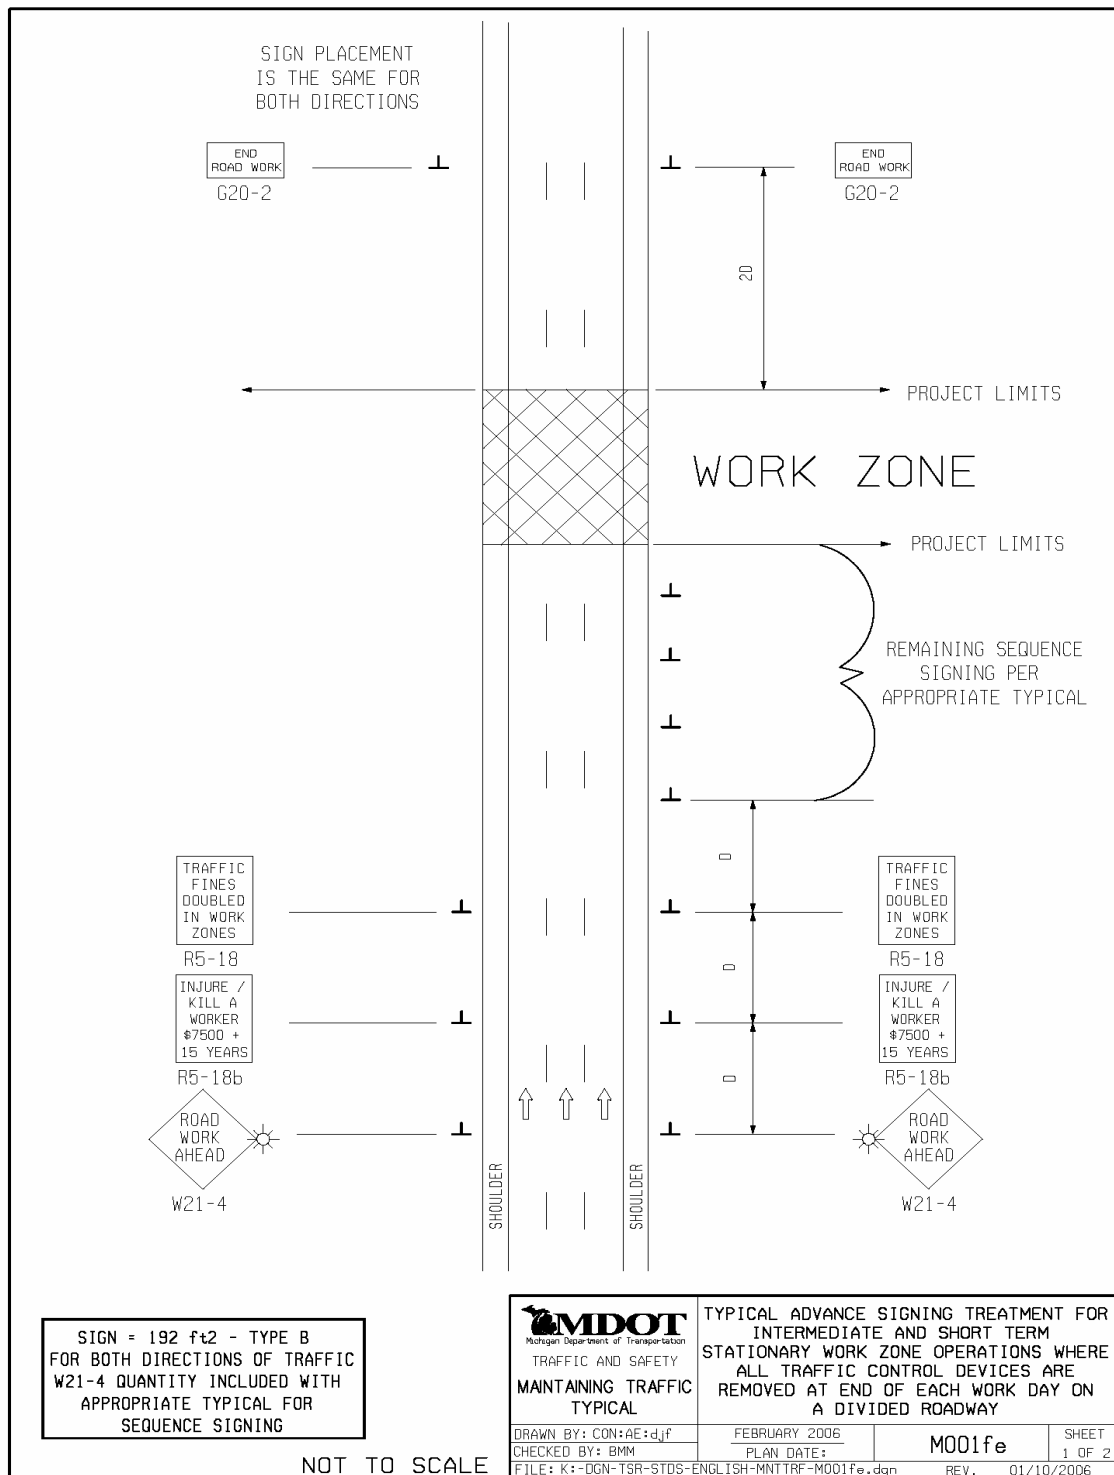 SIGN PLACEMENT
IS THE SAME FOR
BOTH DIRECTIONS
END
ROAD WORK
G20-2
END
ROAD WORK
G20-2
2D
PROJECT LIMITS
WORK ZONE
PROJECT LIMITS
REMAINING SEQUENCE
SIGNING PER
APPROPRIATE TYPICAL
D
TRAFFIC
FINES
DOUBLED
IN WORK
ZONES
R5-18
TRAFFIC
FINES
DOUBLED
IN WORK
ZONES
R5-18
D
INJURE /
KILL A
WORKER
$7500 +
15 YEARS
R5-18b
INJURE /
KILL A
WORKER
$7500 +
15 YEARS
R5-18b
D
ROAD
WORK
AHEAD
W21-4
ROAD
WORK
AHEAD
W21-4
SHOULDER
SHOULDER
SIGN = 192 ft2 - TYPE B
FOR BOTH DIRECTIONS OF TRAFFIC
W21-4 QUANTITY INCLUDED WITH
APPROPRIATE TYPICAL FOR
SEQUENCE SIGNING
NOT TO SCALE
MDOT
Michigan Department of Transportation
TRAFFIC AND SAFETY
MAINTAINING TRAFFIC
TYPICAL
TYPICAL ADVANCE SIGNING TREATMENT FOR
INTERMEDIATE AND SHORT TERM
STATIONARY WORK ZONE OPERATIONS WHERE
ALL TRAFFIC CONTROL DEVICES ARE
REMOVED AT END OF EACH WORK DAY ON
A DIVIDED ROADWAY
DRAWN BY: CON:AE:djf
CHECKED BY: BMM
FEBRUARY 2006
PLAN DATE:
M001fe
SHEET
1 OF 2
FILE: K:-DGN-TSR-STDS-ENGLISH-MNTTRF-M001fe.dgn
REV. 01/10/2006